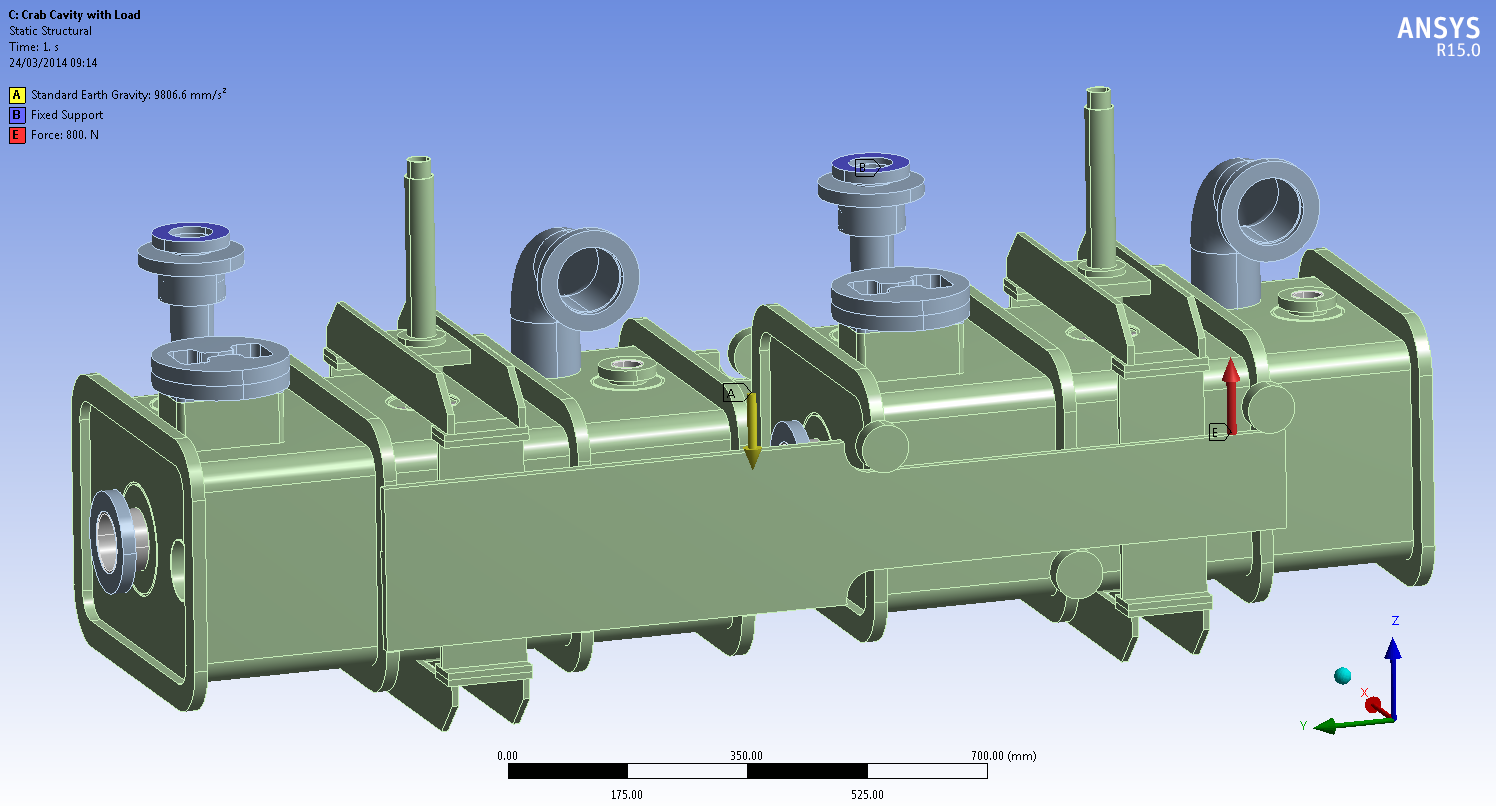 C: Crab Cavity with Load
Static Structural
Time: 1. s
24/03/2014 09:14
A Standard Earth Gravity: 9806.6 mm/s²
B Fixed Support
E Force: 800. N
ANSYS
R15.0
B
A
E
Z
X
Y
0.00 350.00 700.00 (mm)
175.00 525.00